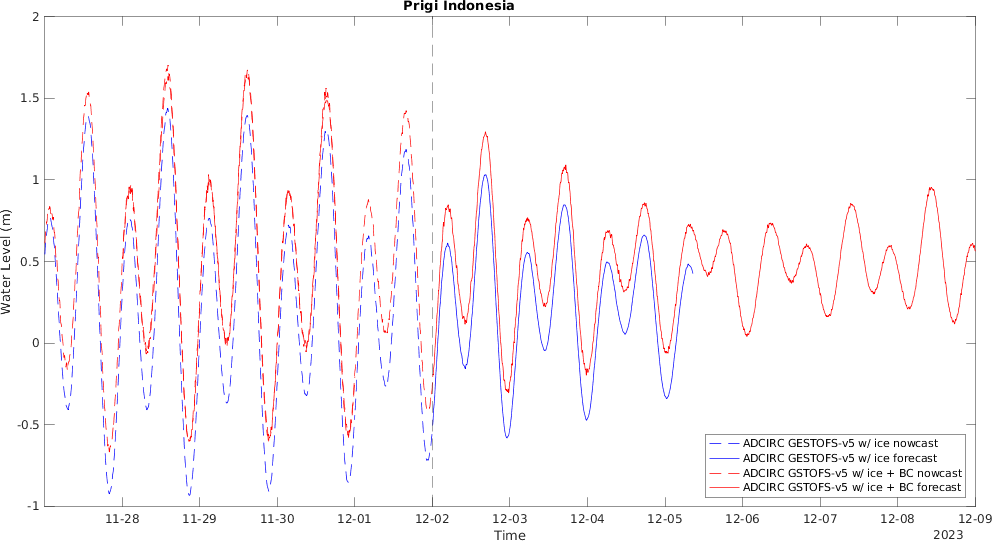 Prigi Indonesia
2
1.5
1
0.5
0
-0.5
-1
Water Level (m)
11-28 11-29 11-30 12-01 12-02 12-03 12-04 12-05 12-06 12-07 12-08 12-09
Time
2023
ADCIRC GESTOFS-v5 w/ ice nowcast
ADCIRC GESTOFS-v5 w/ ice forecast
ADCIRC GSTOFS-v5 w/ ice + BC nowcast
ADCIRC GSTOFS-v5 w/ ice + BC forecast